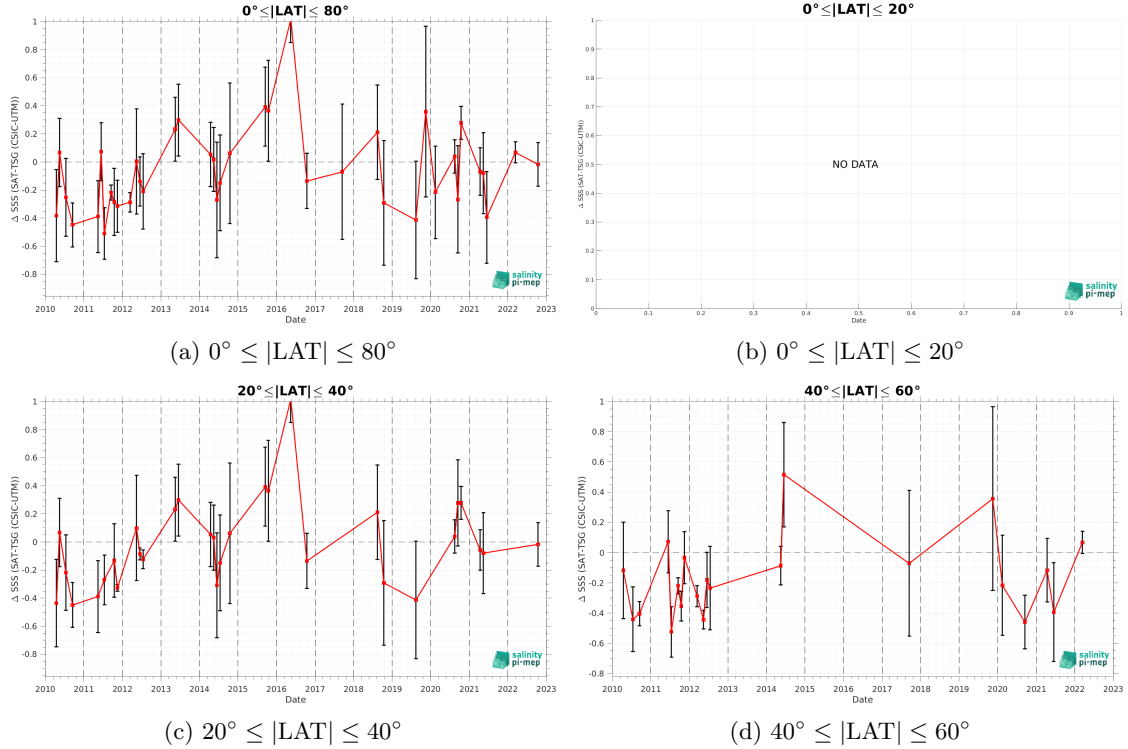 0°≤|LAT|≤ 80°
Δ SSS (SAT-TSG (CSIC-UTM))
1
0.8
0.6
0.4
0.2
0
-0.2
-0.4
-0.6
-0.8
2010 2011 2012 2013 2014 2015 2016 2017 2018 2019 2020 2021 2022 2023
Date
salinity
pi-mep
(a) 0° ≤ |LAT| ≤ 80°
0°≤|LAT|≤ 20°
Δ SSS (SAT-TSG (CSIC-UTM))
1
0.9
0.8
0.7
0.6
0.5
0.4
0.3
0.2
0.1
0
NO DATA
0 0.1 0.2 0.3 0.4 0.5 0.6 0.7 0.8 0.9 1
Date
salinity
pi-mep
(b) 0° ≤ |LAT| ≤ 20°
20°≤|LAT|≤ 40°
Δ SSS (SAT-TSG (CSIC-UTM))
1
0.8
0.6
0.4
0.2
0
-0.2
-0.4
-0.6
-0.8
2010 2011 2012 2013 2014 2015 2016 2017 2018 2019 2020 2021 2022 2023
Date
salinity
pi-mep
(c) 20° ≤ |LAT| ≤ 40°
40°≤|LAT|≤ 60°
Δ SSS (SAT-TSG (CSIC-UTM))
1
0.8
0.6
0.4
0.2
0
-0.2
-0.4
-0.6
-0.8
2010 2011 2012 2013 2014 2015 2016 2017 2018 2019 2020 2021 2022 2023
Date
salinity
pi-mep
(d) 40° ≤ |LAT| ≤ 60°